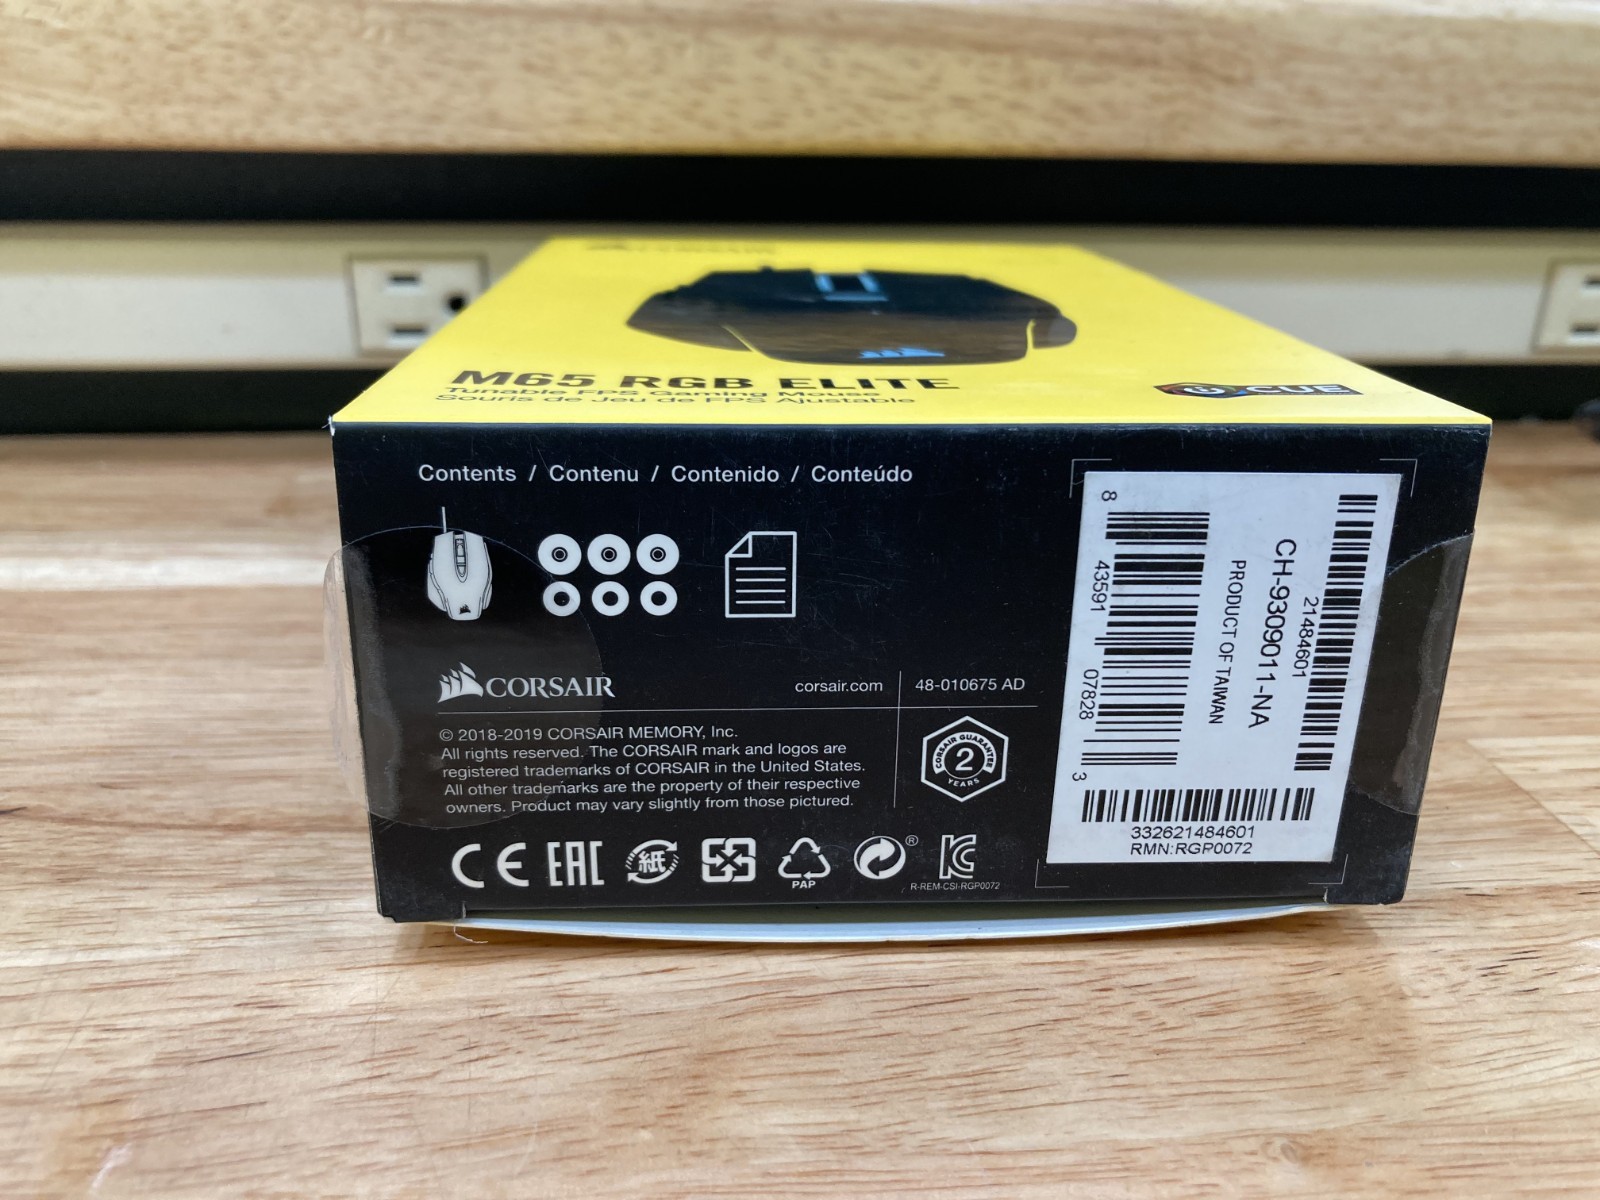 CORSAIR
M65 RGB ELITE
Tunable FPS Gaming Mouse
Souris de Jeu de FPS Ajustable
CUE
Contents / Contenu / Contenido / Conteúdo
CORSAIR
corsair.com
48-010675 AD
© 2018-2019 CORSAIR MEMORY, Inc.
All rights reserved. The CORSAIR mark and logos are
registered trademarks of CORSAIR in the United States.
All other trademarks are the property of their respective
owners. Product may vary slightly from those pictured.
CORSAIR GUARANTEE
2
YEARS
CE EAC 紙
PAP
®
R-REM-CSI-RGP0072
8 43591 07828 3
PRODUCT OF TAIWAN
CH-9309011-NA
21484601
332621484601
RMN:RGP0072